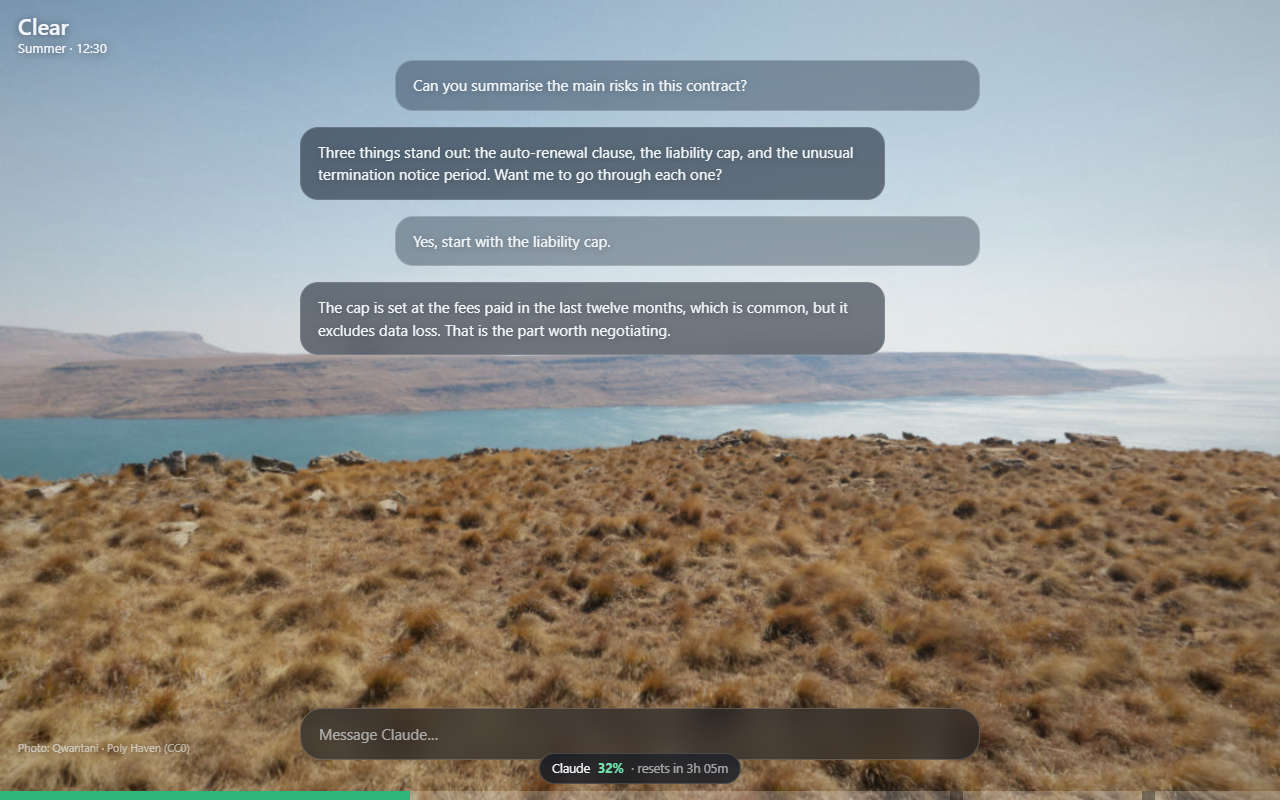 Clear
Summer · 12:30
Can you summarise the main risks in this contract?
Three things stand out: the auto-renewal clause, the liability cap, and the unusual
termination notice period. Want me to go through each one?
Yes, start with the liability cap.
The cap is set at the fees paid in the last twelve months, which is common, but it
excludes data loss. That is the part worth negotiating.
Message Claude...
Photo: Qwantani · Poly Haven (CC0)
Claude 32% · resets in 3h 05m